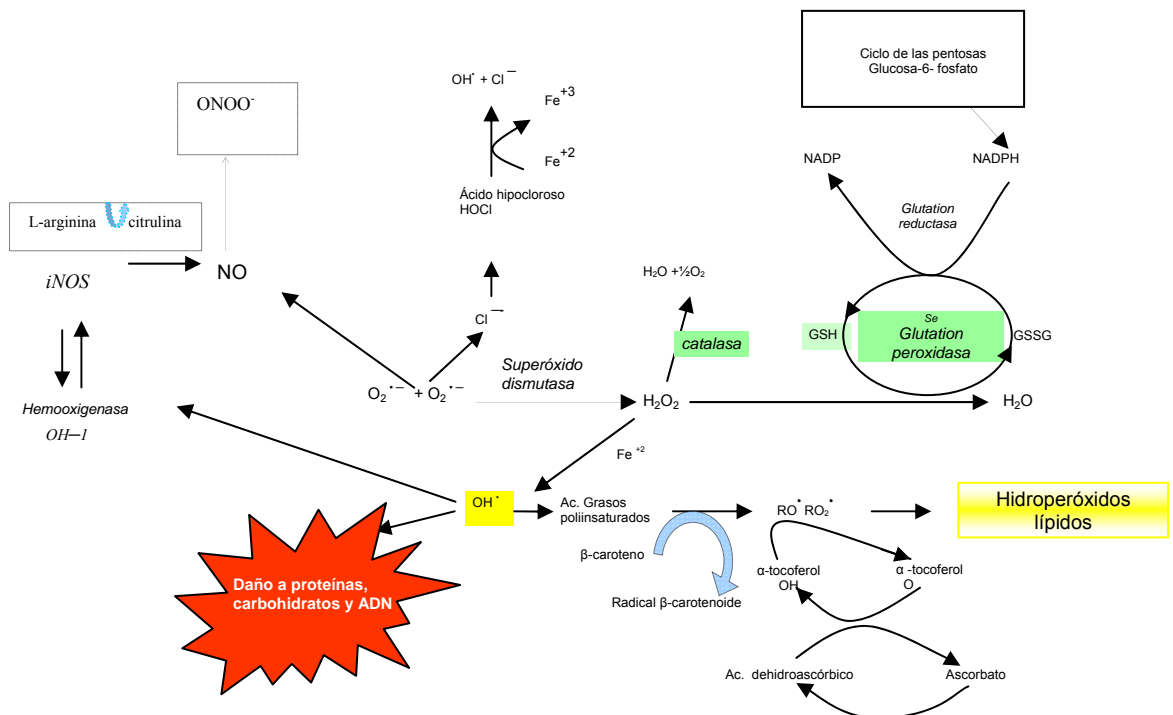 Ciclo de las pentosas
Glucosa-6- fosfato
OH· + Cl⁻
Fe⁺³
ONOO⁻
Fe⁺²
NADP
NADPH
Ácido hipocloroso
HOCl
L-arginina citrulina
Glutation
reductasa
iNOS
NO
H₂O +½O₂
Cl⁻
catalasa
GSH
Se
Glutation
peroxidasa
GSSG
Superóxido
dismutasa
O₂·⁻ + O₂·⁻
H₂O₂
H₂O
Hemooxigenasa
OH—1
Fe ⁺²
OH·
Ac. Grasos
poliinsaturados
RO· RO₂·
Hidroperóxidos
lípidos
β-caroteno
α-tocoferol
OH
α -tocoferol
O
Radical β-carotenoide
Daño a proteínas,
carbohidratos y ADN
Ac. dehidroascórbico
Ascorbato